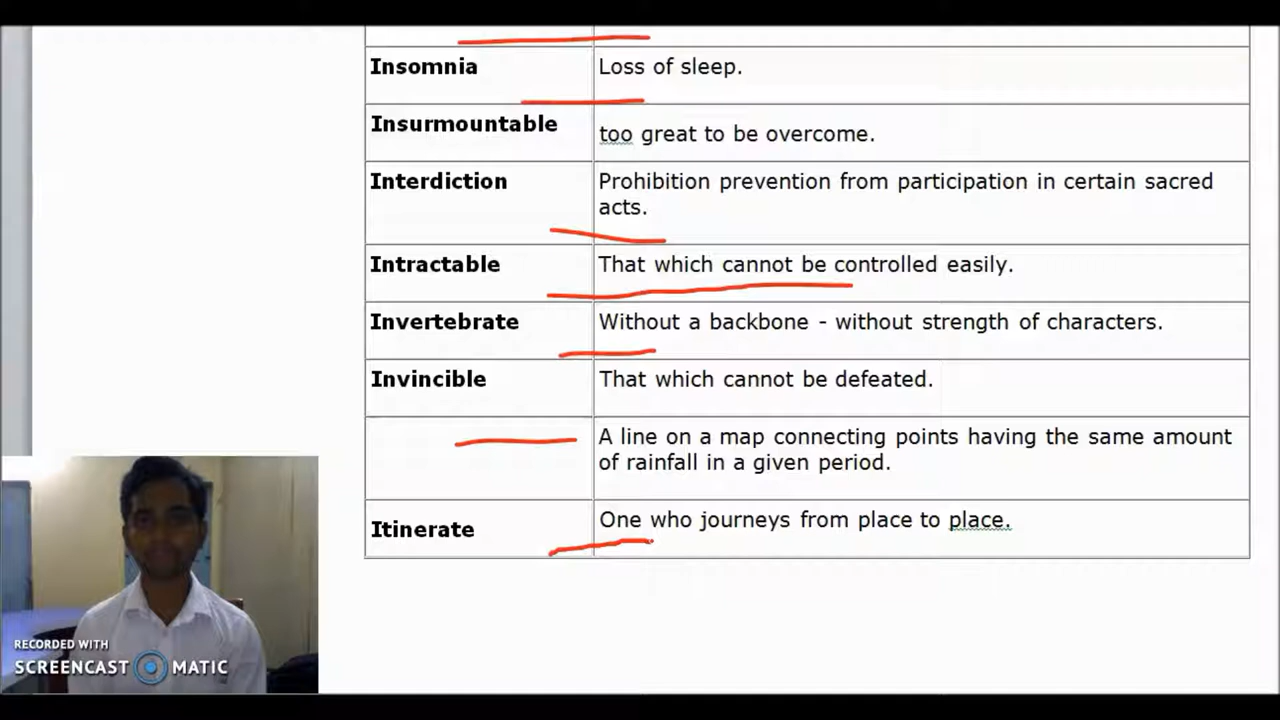 Insomnia Loss of sleep.
Insurmountable too great to be overcome.
Interdiction Prohibition prevention from participation in certain sacred
acts.
Intractable That which cannot be controlled easily.
Invertebrate Without a backbone - without strength of characters.
Invincible That which cannot be defeated.
A line on a map connecting points having the same amount
of rainfall in a given period.
Itinerate One who journeys from place to place.
RECORDED WITH
SCREENCAST MATIC